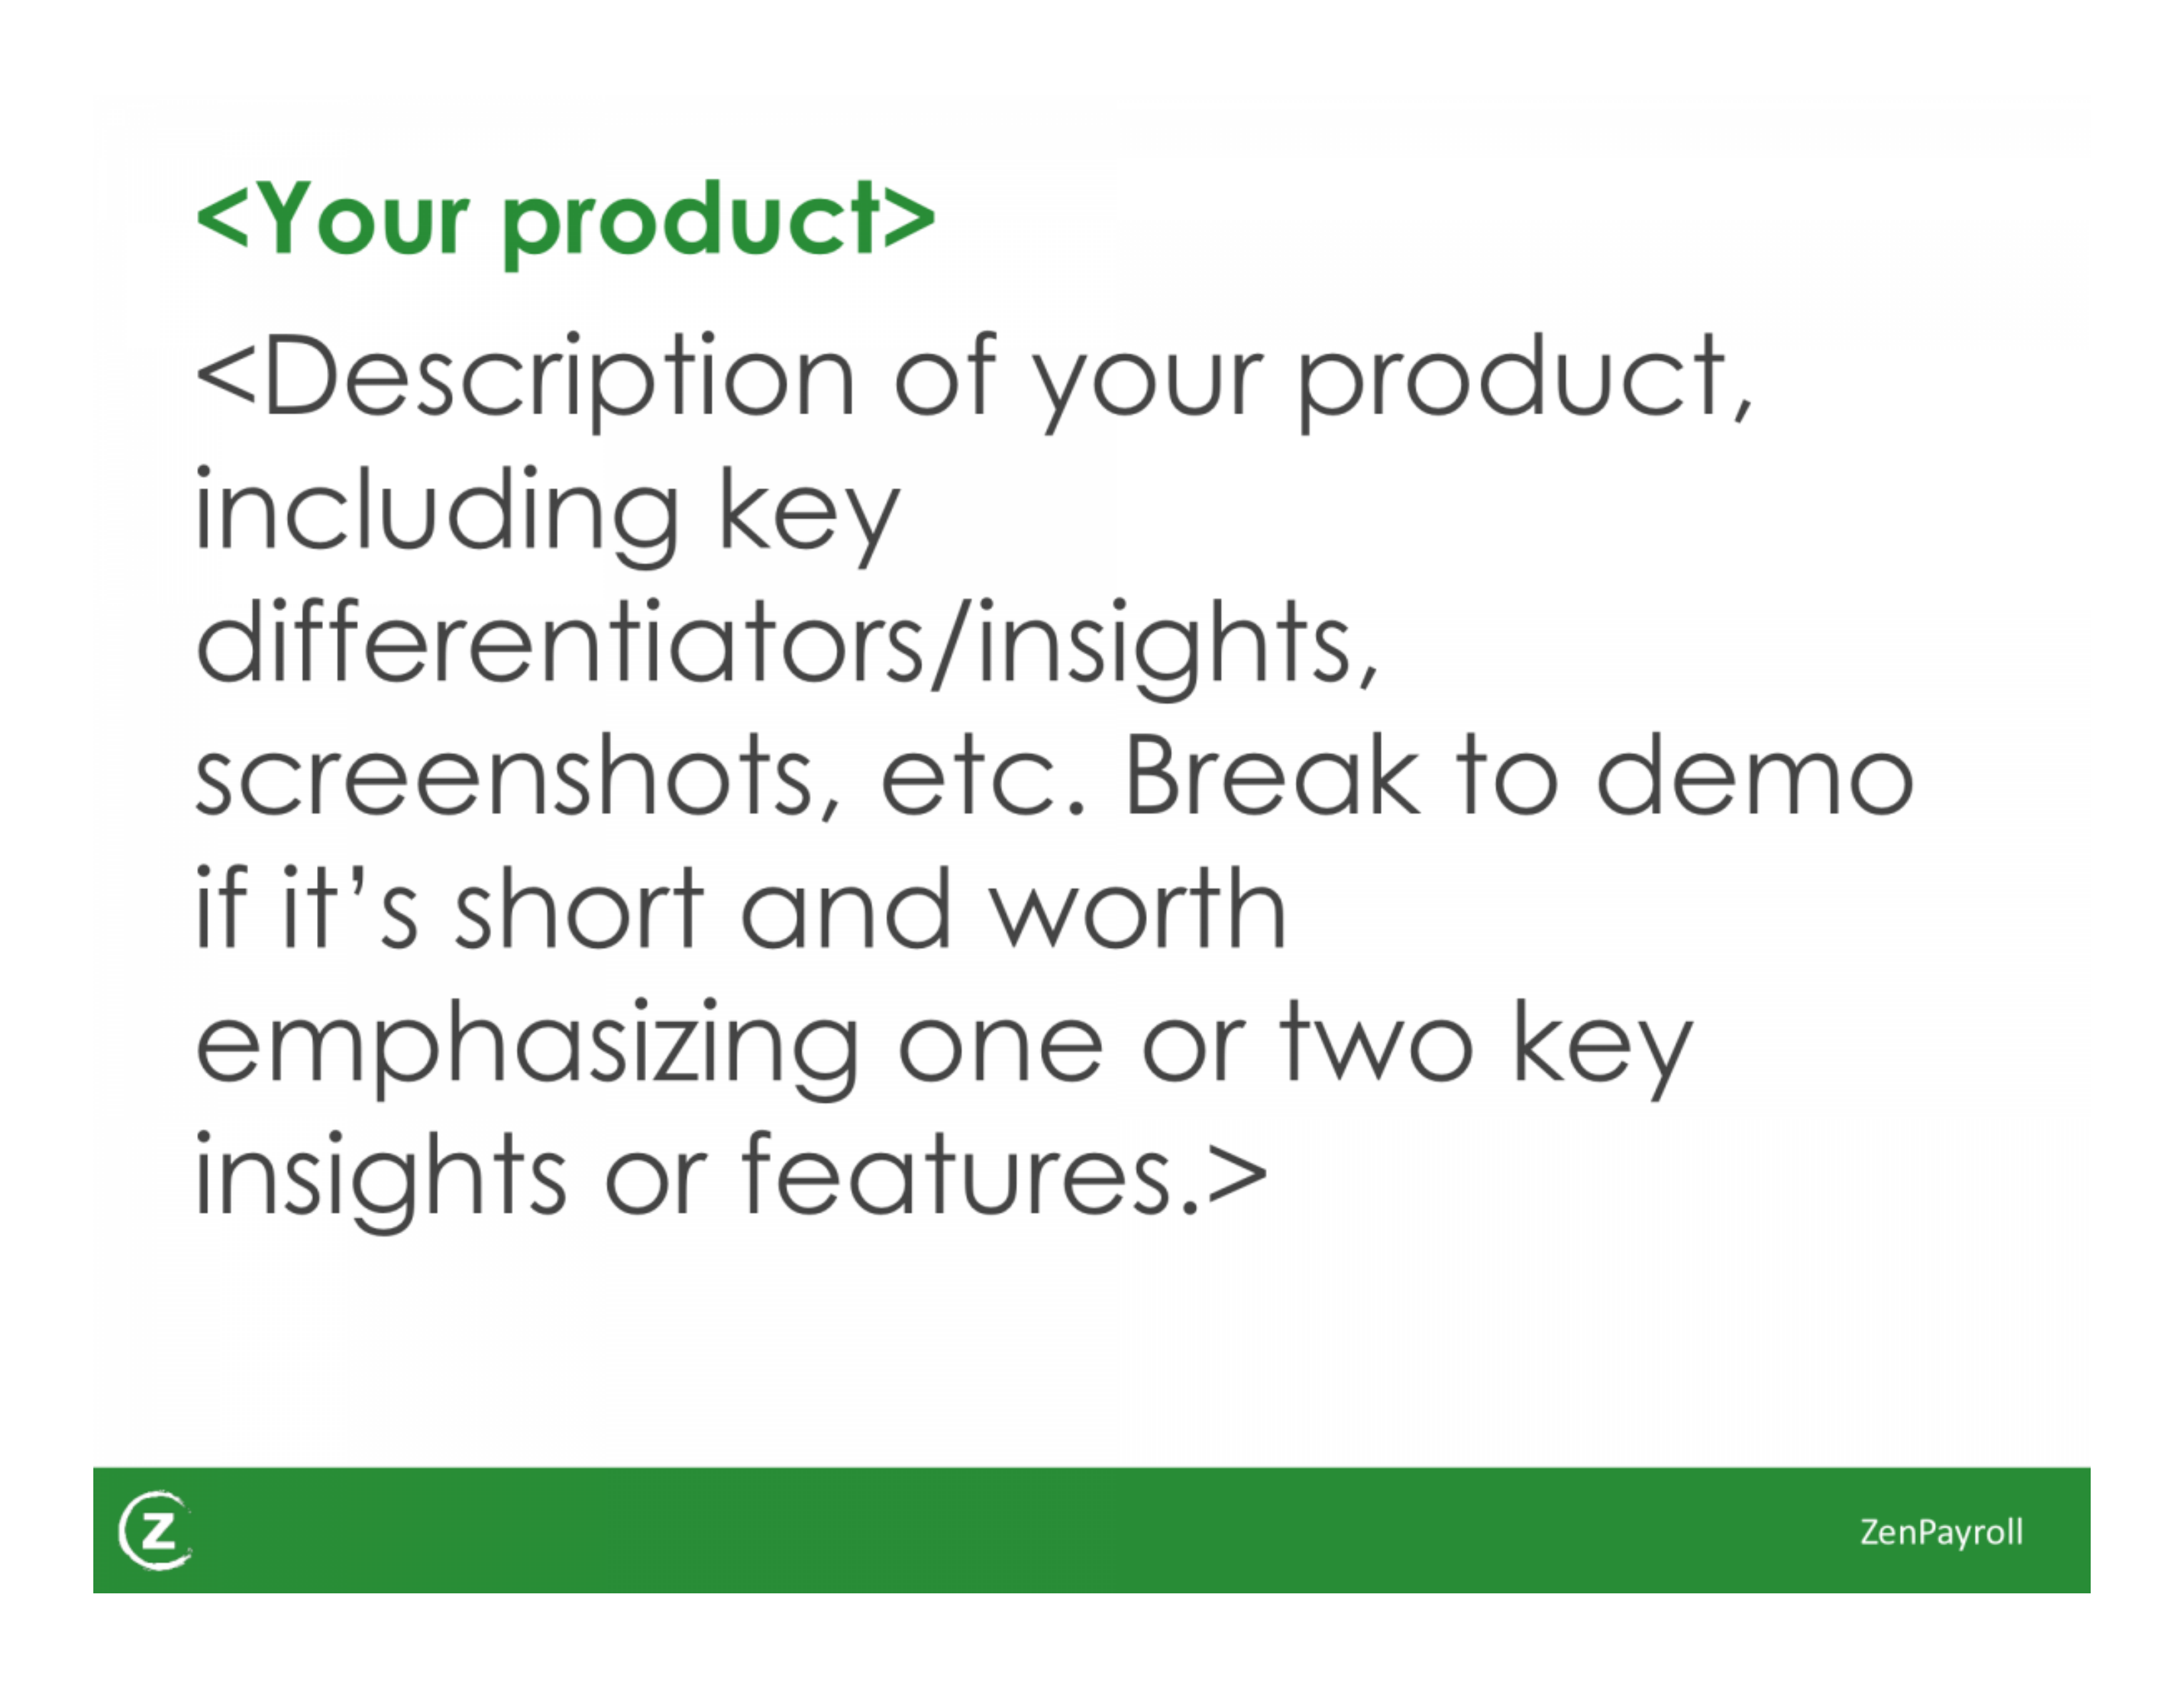 <Your product>
<Description of your product,
including key
differentiators/insights,
screenshots, etc. Break to demo
if it’s short and worth
emphasizing one or two key
insights or features.>
Z
ZenPayroll